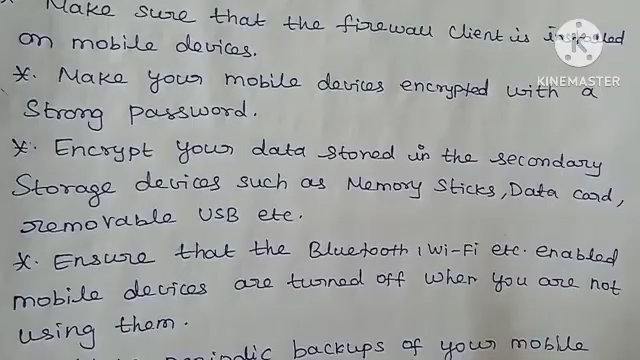 Make sure that the firewall client is installed
on mobile devices.
*. Make your mobile devices encrypted with a
Strong password.
*. Encrypt your data stored in the secondary
Storage devices such as Memory Sticks, Data card,
removable USB etc.
*. Ensure that the Bluetooth, Wi-Fi etc. enabled
mobile devices are turned off when you are not
using them.
periodic backups of your mobile
KINEMASTER